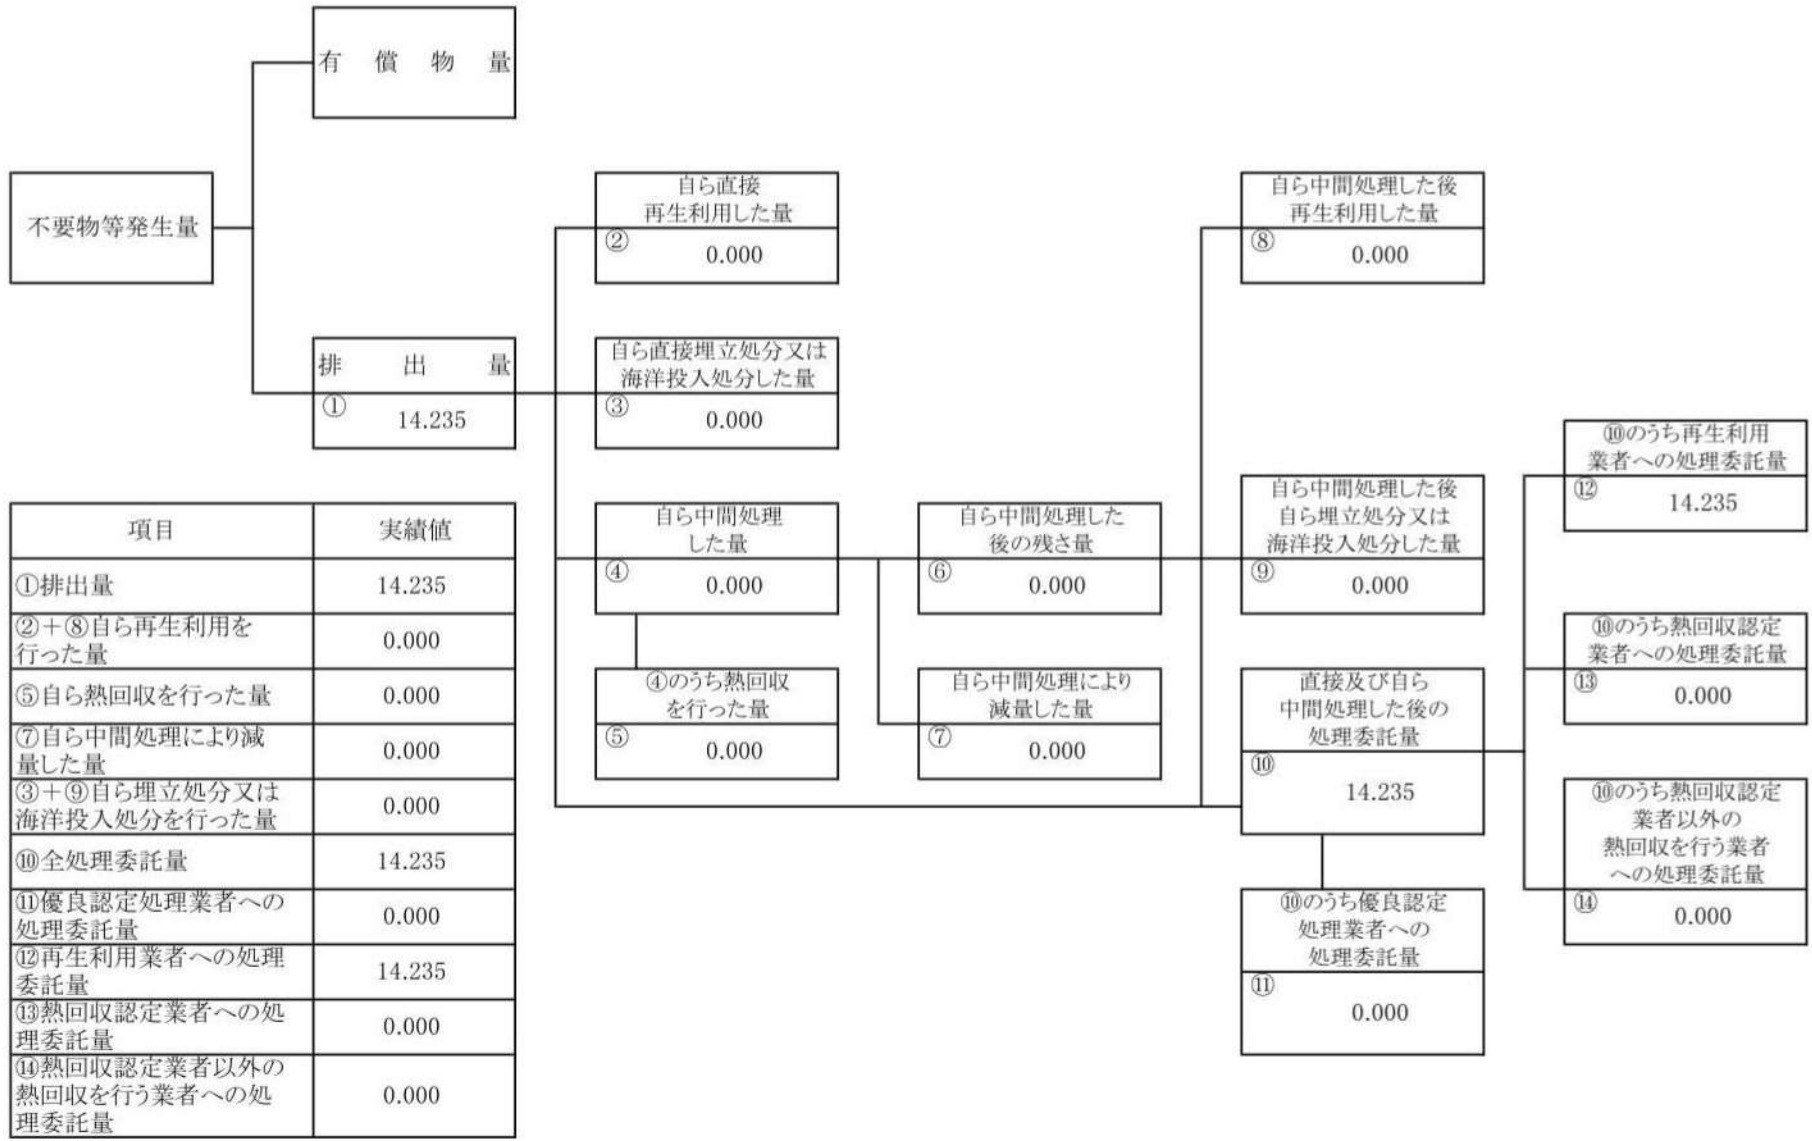 有　償　物　量
不要物等発生量
排　出　量
①
14.235
自ら直接
再生利用した量
②
0.000
自ら直接埋立処分又は
海洋投入処分した量
③
0.000
自ら中間処理
した量
④
0.000
④のうち熱回収
を行った量
⑤
0.000
自ら中間処理した
後の残さ量
⑥
0.000
自ら中間処理により
減量した量
⑦
0.000
自ら中間処理した後
再生利用した量
⑧
0.000
自ら中間処理した後
自ら埋立処分又は
海洋投入処分した量
⑨
0.000
直接及び自ら
中間処理した後の
処理委託量
⑩
14.235
⑩のうち優良認定
処理業者への
処理委託量
⑪
0.000
⑩のうち再生利用
業者への処理委託量
⑫
14.235
⑩のうち熱回収認定
業者への処理委託量
⑬
0.000
⑩のうち熱回収認定
業者以外の
熱回収を行う業者
への処理委託量
⑭
0.000
項目 実績値
①排出量 14.235
②＋⑧自ら再生利用を
行った量
0.000
⑤自ら熱回収を行った量 0.000
⑦自ら中間処理により減
量した量
0.000
③＋⑨自ら埋立処分又は
海洋投入処分を行った量
0.000
⑩全処理委託量 14.235
⑪優良認定処理業者への
処理委託量
0.000
⑫再生利用業者への処理
委託量
14.235
⑬熱回収認定業者への処
理委託量
0.000
⑭熱回収認定業者以外の
熱回収を行う業者への処
理委託量
0.000